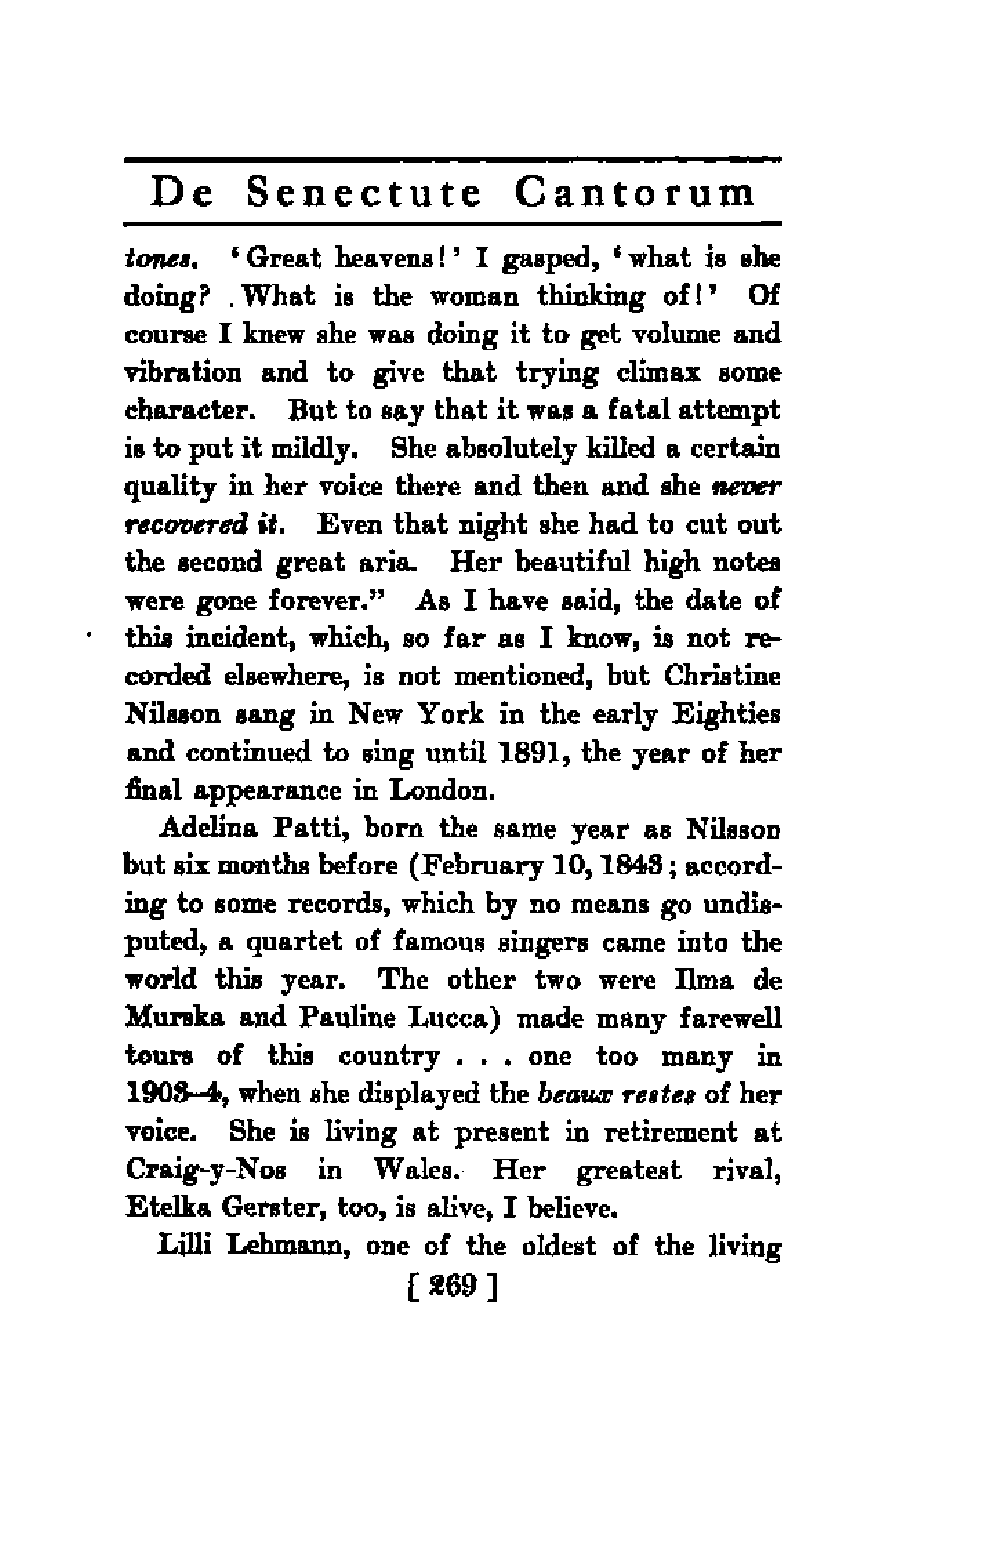 De Senectute Cantorum
tones. ‘Great heavens!’ I gasped, ‘what is she
doing? . What is the woman thinking of!’ Of
course I knew she was doing it to get volume and
vibration and to give that trying climax some
character. But to say that it was a fatal attempt
is to put it mildly. She absolutely killed a certain
quality in her voice there and then and she never
recovered it. Even that night she had to cut out
the second great aria. Her beautiful high notes
were gone forever.” As I have said, the date of
this incident, which, so far as I know, is not re-
corded elsewhere, is not mentioned, but Christine
Nilsson sang in New York in the early Eighties
and continued to sing until 1891, the year of her
final appearance in London.
Adelina Patti, born the same year as Nilsson
but six months before (February 10, 1843; accord-
ing to some records, which by no means go undis-
puted, a quartet of famous singers came into the
world this year. The other two were Ilma de
Murska and Pauline Lucca) made many farewell
tours of this country . . . one too many in
1903–4, when she displayed the beaux restes of her
voice. She is living at present in retirement at
Craig-y-Nos in Wales. Her greatest rival,
Etelka Gerster, too, is alive, I believe.
Lilli Lehmann, one of the oldest of the living
[ 269 ]